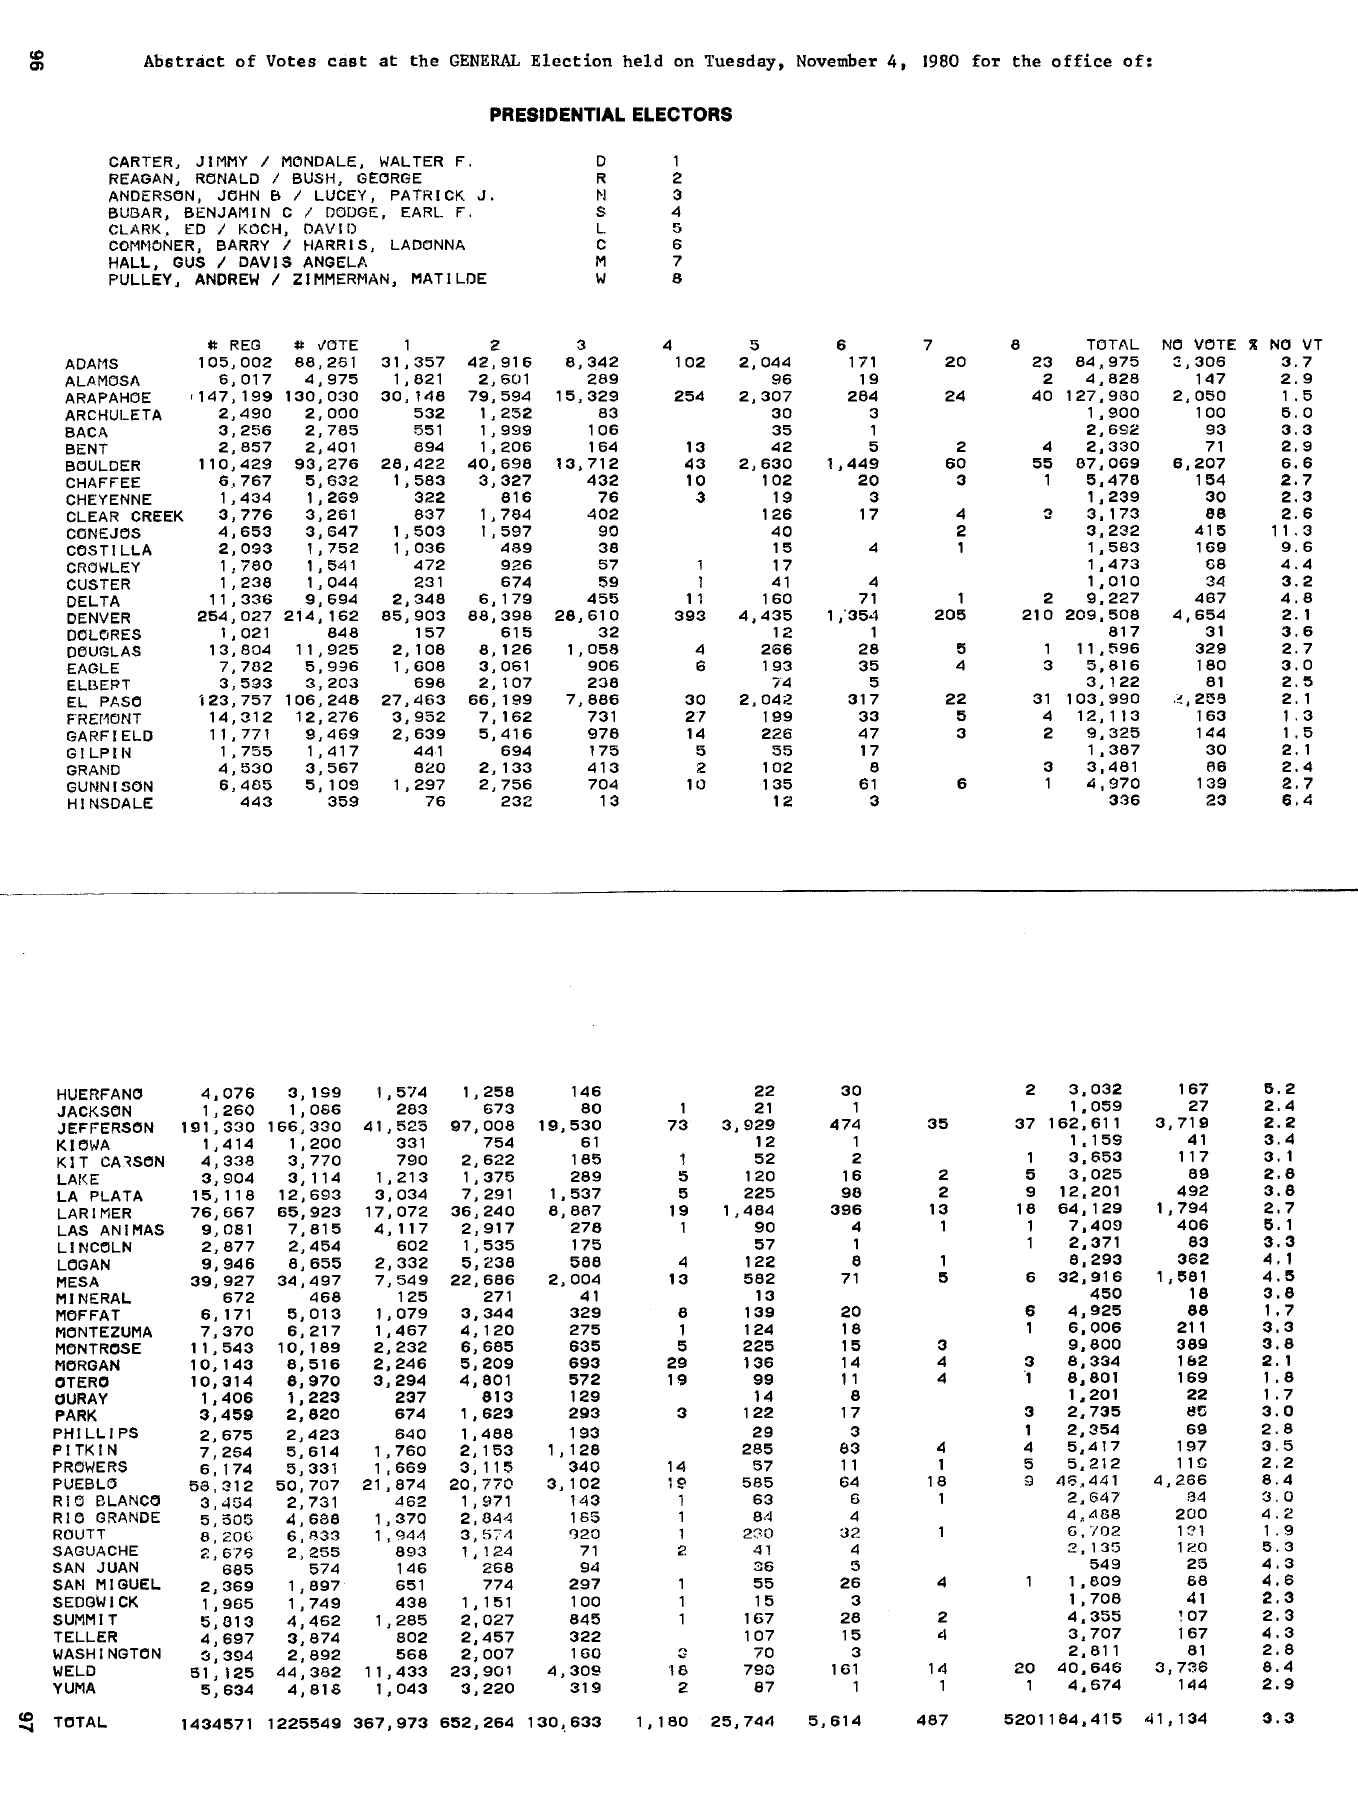 96
Abstract of Votes cast at the GENERAL Election held on Tuesday, November 4, 1980 for the office of:
PRESIDENTIAL ELECTORS
CARTER, JIMMY / MONDALE, WALTER F. D 1
REAGAN, RONALD / BUSH, GEORGE R 2
ANDERSON, JOHN B / LUCEY, PATRICK J. N 3
BUBAR, BENJAMIN C / DODGE, EARL F. S 4
CLARK, ED / KOCH, DAVID L 5
COMMONER, BARRY / HARRIS, LADONNA C 6
HALL, GUS / DAVIS ANGELA M 7
PULLEY, ANDREW / ZIMMERMAN, MATILDE W 8
# REG # VOTE 1 2 3 4 5 6 7 8 TOTAL NO VOTE % NO VT
ADAMS 105,002 88,281 31,357 42,916 8,342 102 2,044 171 20 23 84,975 3,306 3.7
ALAMOSA 6,017 4,975 1,821 2,601 289 96 19 2 4,828 147 2.9
ARAPAHOE 147,199 130,030 30,148 79,594 15,329 254 2,307 284 24 40 127,980 2,050 1.5
ARCHULETA 2,490 2,000 532 1,252 83 30 3 1,900 100 5.0
BACA 3,256 2,785 551 1,999 106 35 1 2,692 93 3.3
BENT 2,857 2,401 894 1,206 164 13 42 5 2 4 2,330 71 2.9
BOULDER 110,429 93,276 28,422 40,698 13,712 43 2,630 1,449 60 55 87,069 6,207 6.6
CHAFFEE 6,767 5,632 1,583 3,327 432 10 102 20 3 1 5,478 154 2.7
CHEYENNE 1,434 1,269 322 816 76 3 19 3 1,239 30 2.3
CLEAR CREEK 3,776 3,261 837 1,784 402 126 17 4 3 3,173 88 2.6
CONEJOS 4,653 3,647 1,503 1,597 90 40 2 3,232 415 11.3
COSTILLA 2,093 1,752 1,036 489 38 15 4 1 1,583 169 9.6
CROWLEY 1,780 1,541 472 926 57 1 17 1,473 68 4.4
CUSTER 1,238 1,044 231 674 59 1 41 4 1,010 34 3.2
DELTA 11,336 9,694 2,348 6,179 455 11 160 71 1 2 9,227 467 4.8
DENVER 254,027 214,162 85,903 88,398 28,610 393 4,435 1,354 205 210 209,508 4,654 2.1
DOLORES 1,021 848 157 615 32 12 1 817 31 3.6
DOUGLAS 13,804 11,925 2,108 8,126 1,058 4 266 28 5 1 11,596 329 2.7
EAGLE 7,782 5,996 1,608 3,061 906 6 193 35 4 3 5,816 180 3.0
ELBERT 3,593 3,203 698 2,107 238 74 5 3,122 81 2.5
EL PASO 123,757 106,248 27,463 66,199 7,886 30 2,042 317 22 31 103,990 2,258 2.1
FREMONT 14,312 12,276 3,952 7,162 731 27 199 33 5 4 12,113 163 1.3
GARFIELD 11,771 9,469 2,639 5,416 978 14 226 47 3 2 9,325 144 1.5
GILPIN 1,755 1,417 441 694 175 5 55 17 1,387 30 2.1
GRAND 4,530 3,567 820 2,133 413 2 102 8 3 3,481 86 2.4
GUNNISON 6,485 5,109 1,297 2,756 704 10 135 61 6 1 4,970 139 2.7
HINSDALE 443 359 76 232 13 12 3 336 23 6.4
HUERFANO 4,076 3,199 1,574 1,258 146 22 30 2 3,032 167 5.2
JACKSON 1,260 1,086 283 673 80 1 21 1 1,059 27 2.4
JEFFERSON 191,330 166,330 41,525 97,008 19,530 73 3,929 474 35 37 162,611 3,719 2.2
KIOWA 1,414 1,200 331 754 61 12 1 1,159 41 3.4
KIT CARSON 4,338 3,770 790 2,622 185 1 52 2 1 3,653 117 3.1
LAKE 3,904 3,114 1,213 1,375 289 5 120 16 2 5 3,025 89 2.8
LA PLATA 15,118 12,693 3,034 7,291 1,537 5 225 98 2 9 12,201 492 3.8
LARIMER 76,667 65,923 17,072 36,240 8,887 19 1,484 396 13 18 64,129 1,794 2.7
LAS ANIMAS 9,081 7,815 4,117 2,917 278 1 90 4 1 1 7,409 406 5.1
LINCOLN 2,877 2,454 602 1,535 175 57 1 1 2,371 83 3.3
LOGAN 9,946 8,655 2,332 5,238 588 4 122 8 1 8,293 362 4.1
MESA 39,927 34,497 7,549 22,686 2,004 13 582 71 5 6 32,916 1,581 4.5
MINERAL 672 468 125 271 41 13 450 18 3.8
MOFFAT 6,171 5,013 1,079 3,344 329 8 139 20 6 4,925 88 1.7
MONTEZUMA 7,370 6,217 1,467 4,120 275 1 124 18 1 6,006 211 3.3
MONTROSE 11,543 10,189 2,232 6,685 635 5 225 15 3 9,800 389 3.8
MORGAN 10,143 8,516 2,246 5,209 693 29 136 14 4 3 8,334 182 2.1
OTERO 10,314 8,970 3,294 4,801 572 19 99 11 4 1 8,801 169 1.8
OURAY 1,406 1,223 237 813 129 14 8 1,201 22 1.7
PARK 3,459 2,820 674 1,623 293 3 122 17 3 2,735 85 3.0
PHILLIPS 2,675 2,423 640 1,488 193 29 3 1 2,354 69 2.8
PITKIN 7,264 5,614 1,760 2,153 1,128 285 83 4 4 5,417 197 3.5
PROWERS 6,174 5,331 1,669 3,115 340 14 57 11 1 5 5,212 119 2.2
PUEBLO 58,312 50,707 21,874 20,770 3,102 19 585 64 18 9 46,441 4,266 8.4
RIO BLANCO 3,454 2,731 462 1,971 143 1 63 6 1 2,647 84 3.0
RIO GRANDE 5,505 4,688 1,370 2,844 185 1 84 4 4,488 200 4.2
ROUTT 8,206 6,833 1,944 3,574 920 1 230 32 1 6,702 131 1.9
SAGUACHE 2,676 2,255 893 1,124 71 2 41 4 2,135 120 5.3
SAN JUAN 685 574 146 268 94 36 5 549 25 4.3
SAN MIGUEL 2,369 1,897 651 774 297 1 55 26 4 1 1,809 88 4.6
SEDGWICK 1,965 1,749 438 1,151 100 1 15 3 1,708 41 2.3
SUMMIT 5,813 4,462 1,285 2,027 845 1 167 28 2 4,355 107 2.3
TELLER 4,697 3,874 802 2,457 322 107 15 4 3,707 167 4.3
WASHINGTON 3,394 2,892 568 2,007 160 3 70 3 2,811 81 2.8
WELD 51,125 44,382 11,433 23,901 4,309 18 790 161 14 20 40,646 3,736 8.4
YUMA 5,634 4,818 1,043 3,220 319 2 87 1 1 1 4,674 144 2.9
97
TOTAL 1434571 1225549 367,973 652,264 130,633 1,180 25,744 5,614 487 5201184,415 41,134 3.3